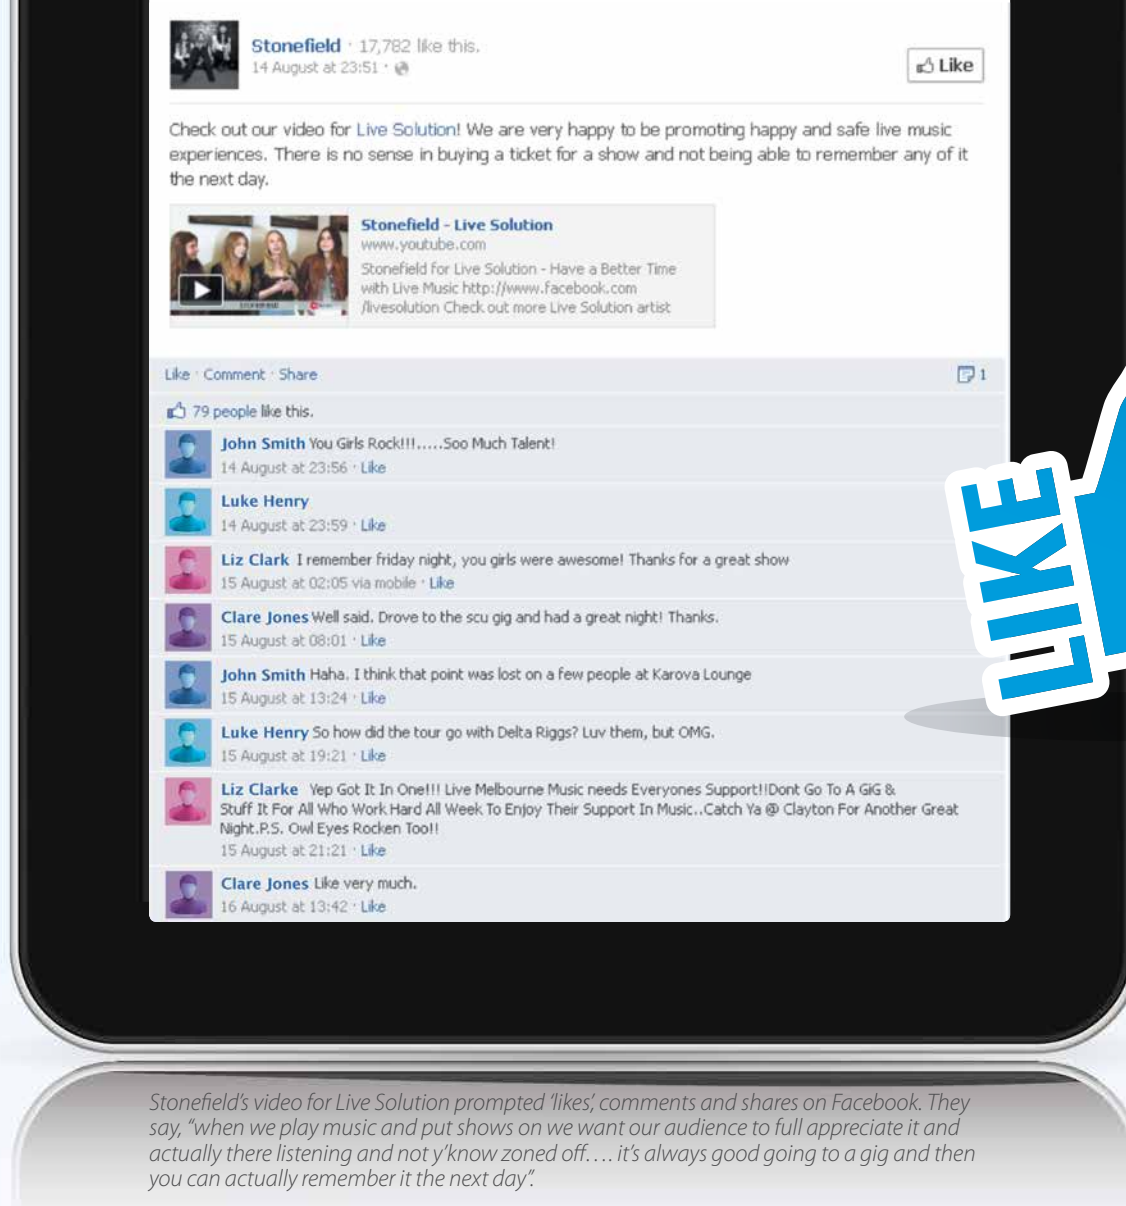 Stonefield · 17,782 like this.
14 August at 23:51 ·
Like
Check out our video for Live Solution! We are very happy to be promoting happy and safe live music
experiences. There is no sense in buying a ticket for a show and not being able to remember any of it
the next day.
Stonefield - Live Solution
www.youtube.com
Stonefield for Live Solution - Have a Better Time
with Live Music http://www.facebook.com
/livesolution Check out more Live Solution artist
Like · Comment · Share
1
79 people like this.
John Smith You Girls Rock!!!.....Soo Much Talent!
14 August at 23:56 · Like
Luke Henry
14 August at 23:59 · Like
Liz Clark I remember friday night, you girls were awesome! Thanks for a great show
15 August at 02:05 via mobile · Like
Clare Jones Well said. Drove to the scu gig and had a great night! Thanks.
15 August at 08:01 · Like
John Smith Haha. I think that point was lost on a few people at Karova Lounge
15 August at 13:24 · Like
Luke Henry So how did the tour go with Delta Riggs? Luv them, but OMG.
15 August at 19:21 · Like
Liz Clarke Yep Got It In One!!! Live Melbourne Music needs Everyones Support!!Dont Go To A GiG &
Stuff It For All Who Work Hard All Week To Enjoy Their Support In Music..Catch Ya @ Clayton For Another Great
Night.P.S. Owl Eyes Rocken Too!!
15 August at 21:21 · Like
Clare Jones Like very much.
16 August at 13:42 · Like
LIKE
Stonefield's video for Live Solution prompted 'likes', comments and shares on Facebook. They
say, "when we play music and put shows on we want our audience to full appreciate it and
actually there listening and not y'know zoned off.... it's always good going to a gig and then
you can actually remember it the next day".